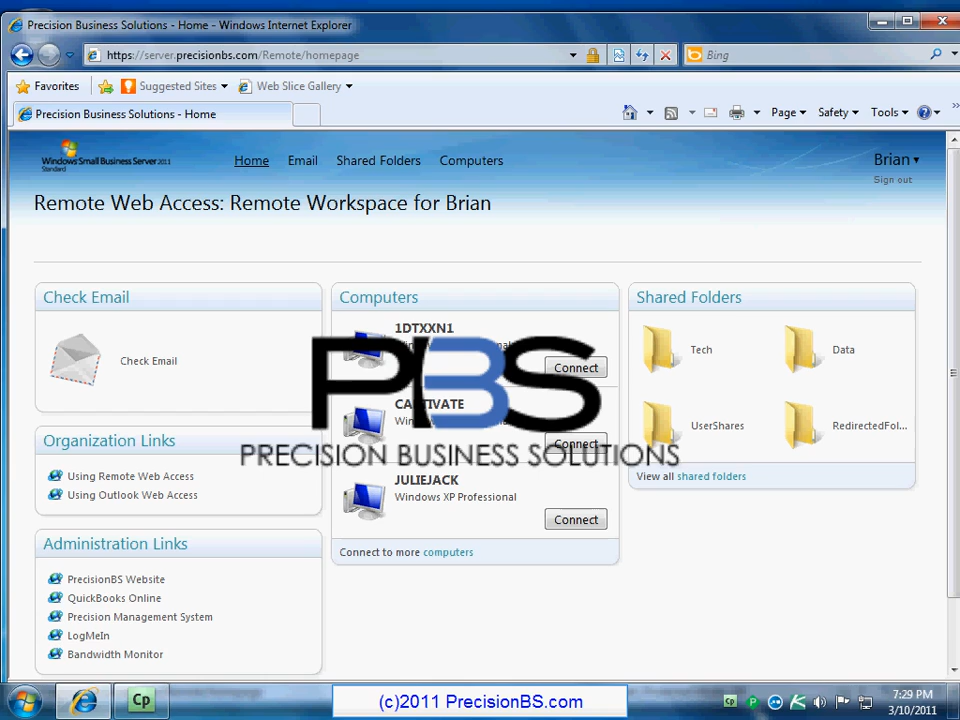 Precision Business Solutions - Home - Windows Internet Explorer
https://server.precisionbs.com/Remote/homepage
Bing
Favorites
Suggested Sites
Web Slice Gallery
Precision Business Solutions - Home
Page
Safety
Tools
Windows Small Business Server 2011
Standard
Home
Email
Shared Folders
Computers
Brian
Sign out
Remote Web Access: Remote Workspace for Brian
Check Email
Check Email
Organization Links
Using Remote Web Access
Using Outlook Web Access
Administration Links
PrecisionBS Website
QuickBooks Online
Precision Management System
LogMeIn
Bandwidth Monitor
Computers
1DTXXN1
Connect
CAPTIVATE
Connect
JULIEJACK
Windows XP Professional
Connect
Connect to more computers
Shared Folders
Tech
Data
UserShares
RedirectedFol...
View all shared folders
PBS
PRECISION BUSINESS SOLUTIONS
Cp
(c)2011 PrecisionBS.com
Cp
7:29 PM
3/10/2011